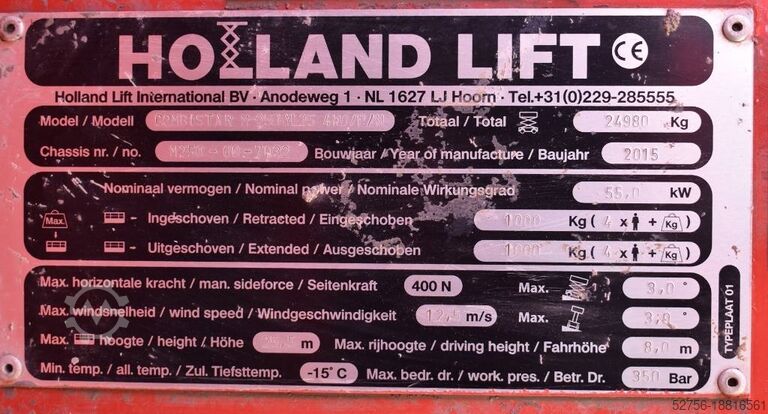 HOLLAND LIFT CE
Holland Lift International BV · Anodeweg 1 · NL 1627 LJ Hoorn · Tel.+31(0)229-285555
Model / Modell COMBISTAR Totaal / Total 24980 Kg
Chassis nr. / no. Bouwjaar / Year of manufacture / Baujahr 2015
Nominaal vermogen / Nominal power / Nominale Wirkungsgrad 55,0 kW
Max. - Ingeschoven / Retracted / Eingeschoben 1000 Kg ( 4 x + Kg )
- Uitgeschoven / Extended / Ausgeschopen 1000 Kg ( 4 x + Kg )
Max. horizontale kracht / man. sideforce / Seitenkraft 400 N Max. 3,0 °
Max. windsnelheid / wind speed / Windgeschwindigkeit 12,5 m/s Max. 3,0 °
Max. hoogte / height / Höhe m Max. rijhoogte / driving height / Fahrhöhe 8,0 m
Min. temp. / all. temp. / Zul. Tiefsttemp. -15° C Max. bedr. dr. / work. pres. / Betr. Dr. 350 Bar
TYPEPLAAT 01
52756-18816561